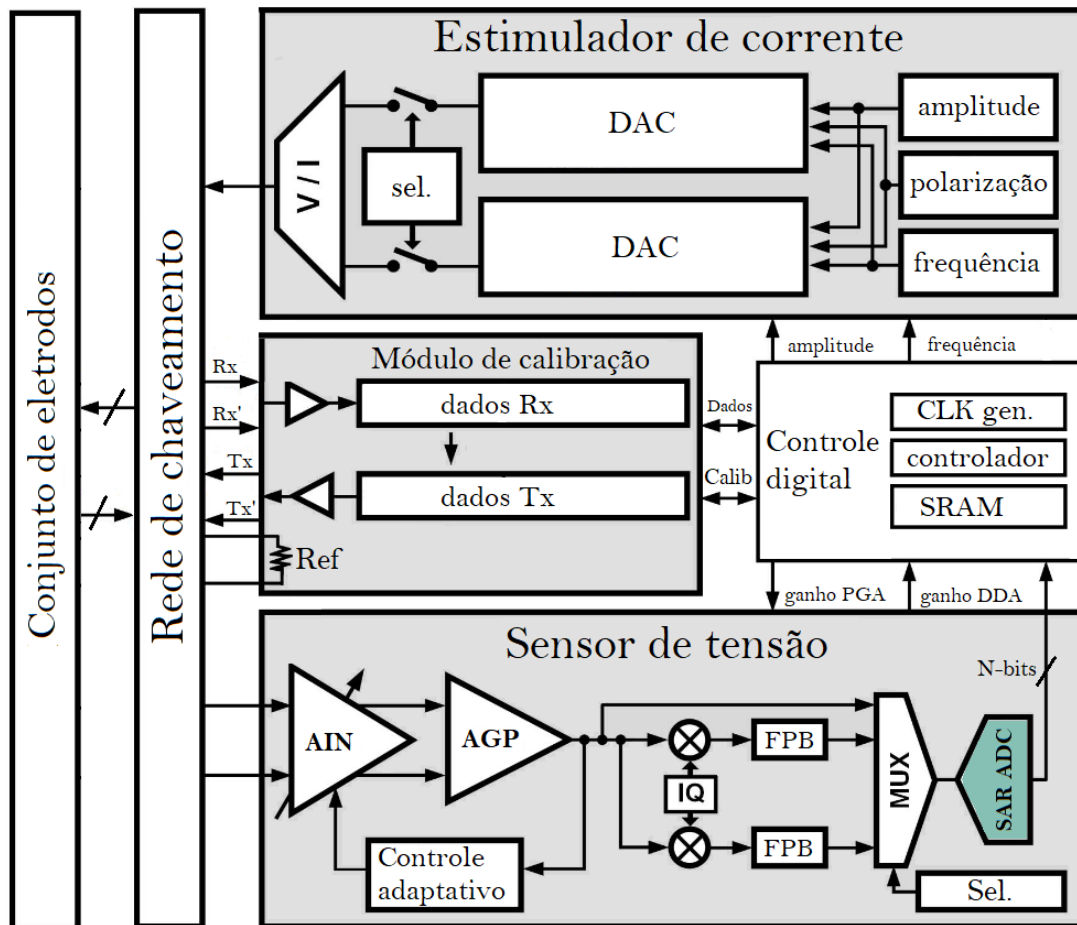 Conjunto de eletrodos
Rede de chaveamento
Estimulador de corrente
V / I
sel.
DAC
DAC
amplitude
polarização
frequência
amplitude
frequência
Módulo de calibração
Rx
Rx'
Tx
Tx'
dados Rx
dados Tx
Ref
Dados
Calib
Controle
digital
CLK gen.
controlador
SRAM
ganho PGA
ganho DDA
N-bits
Sensor de tensão
AIN
AGP
Controle
adaptativo
IQ
FPB
FPB
MUX
SAR ADC
Sel.